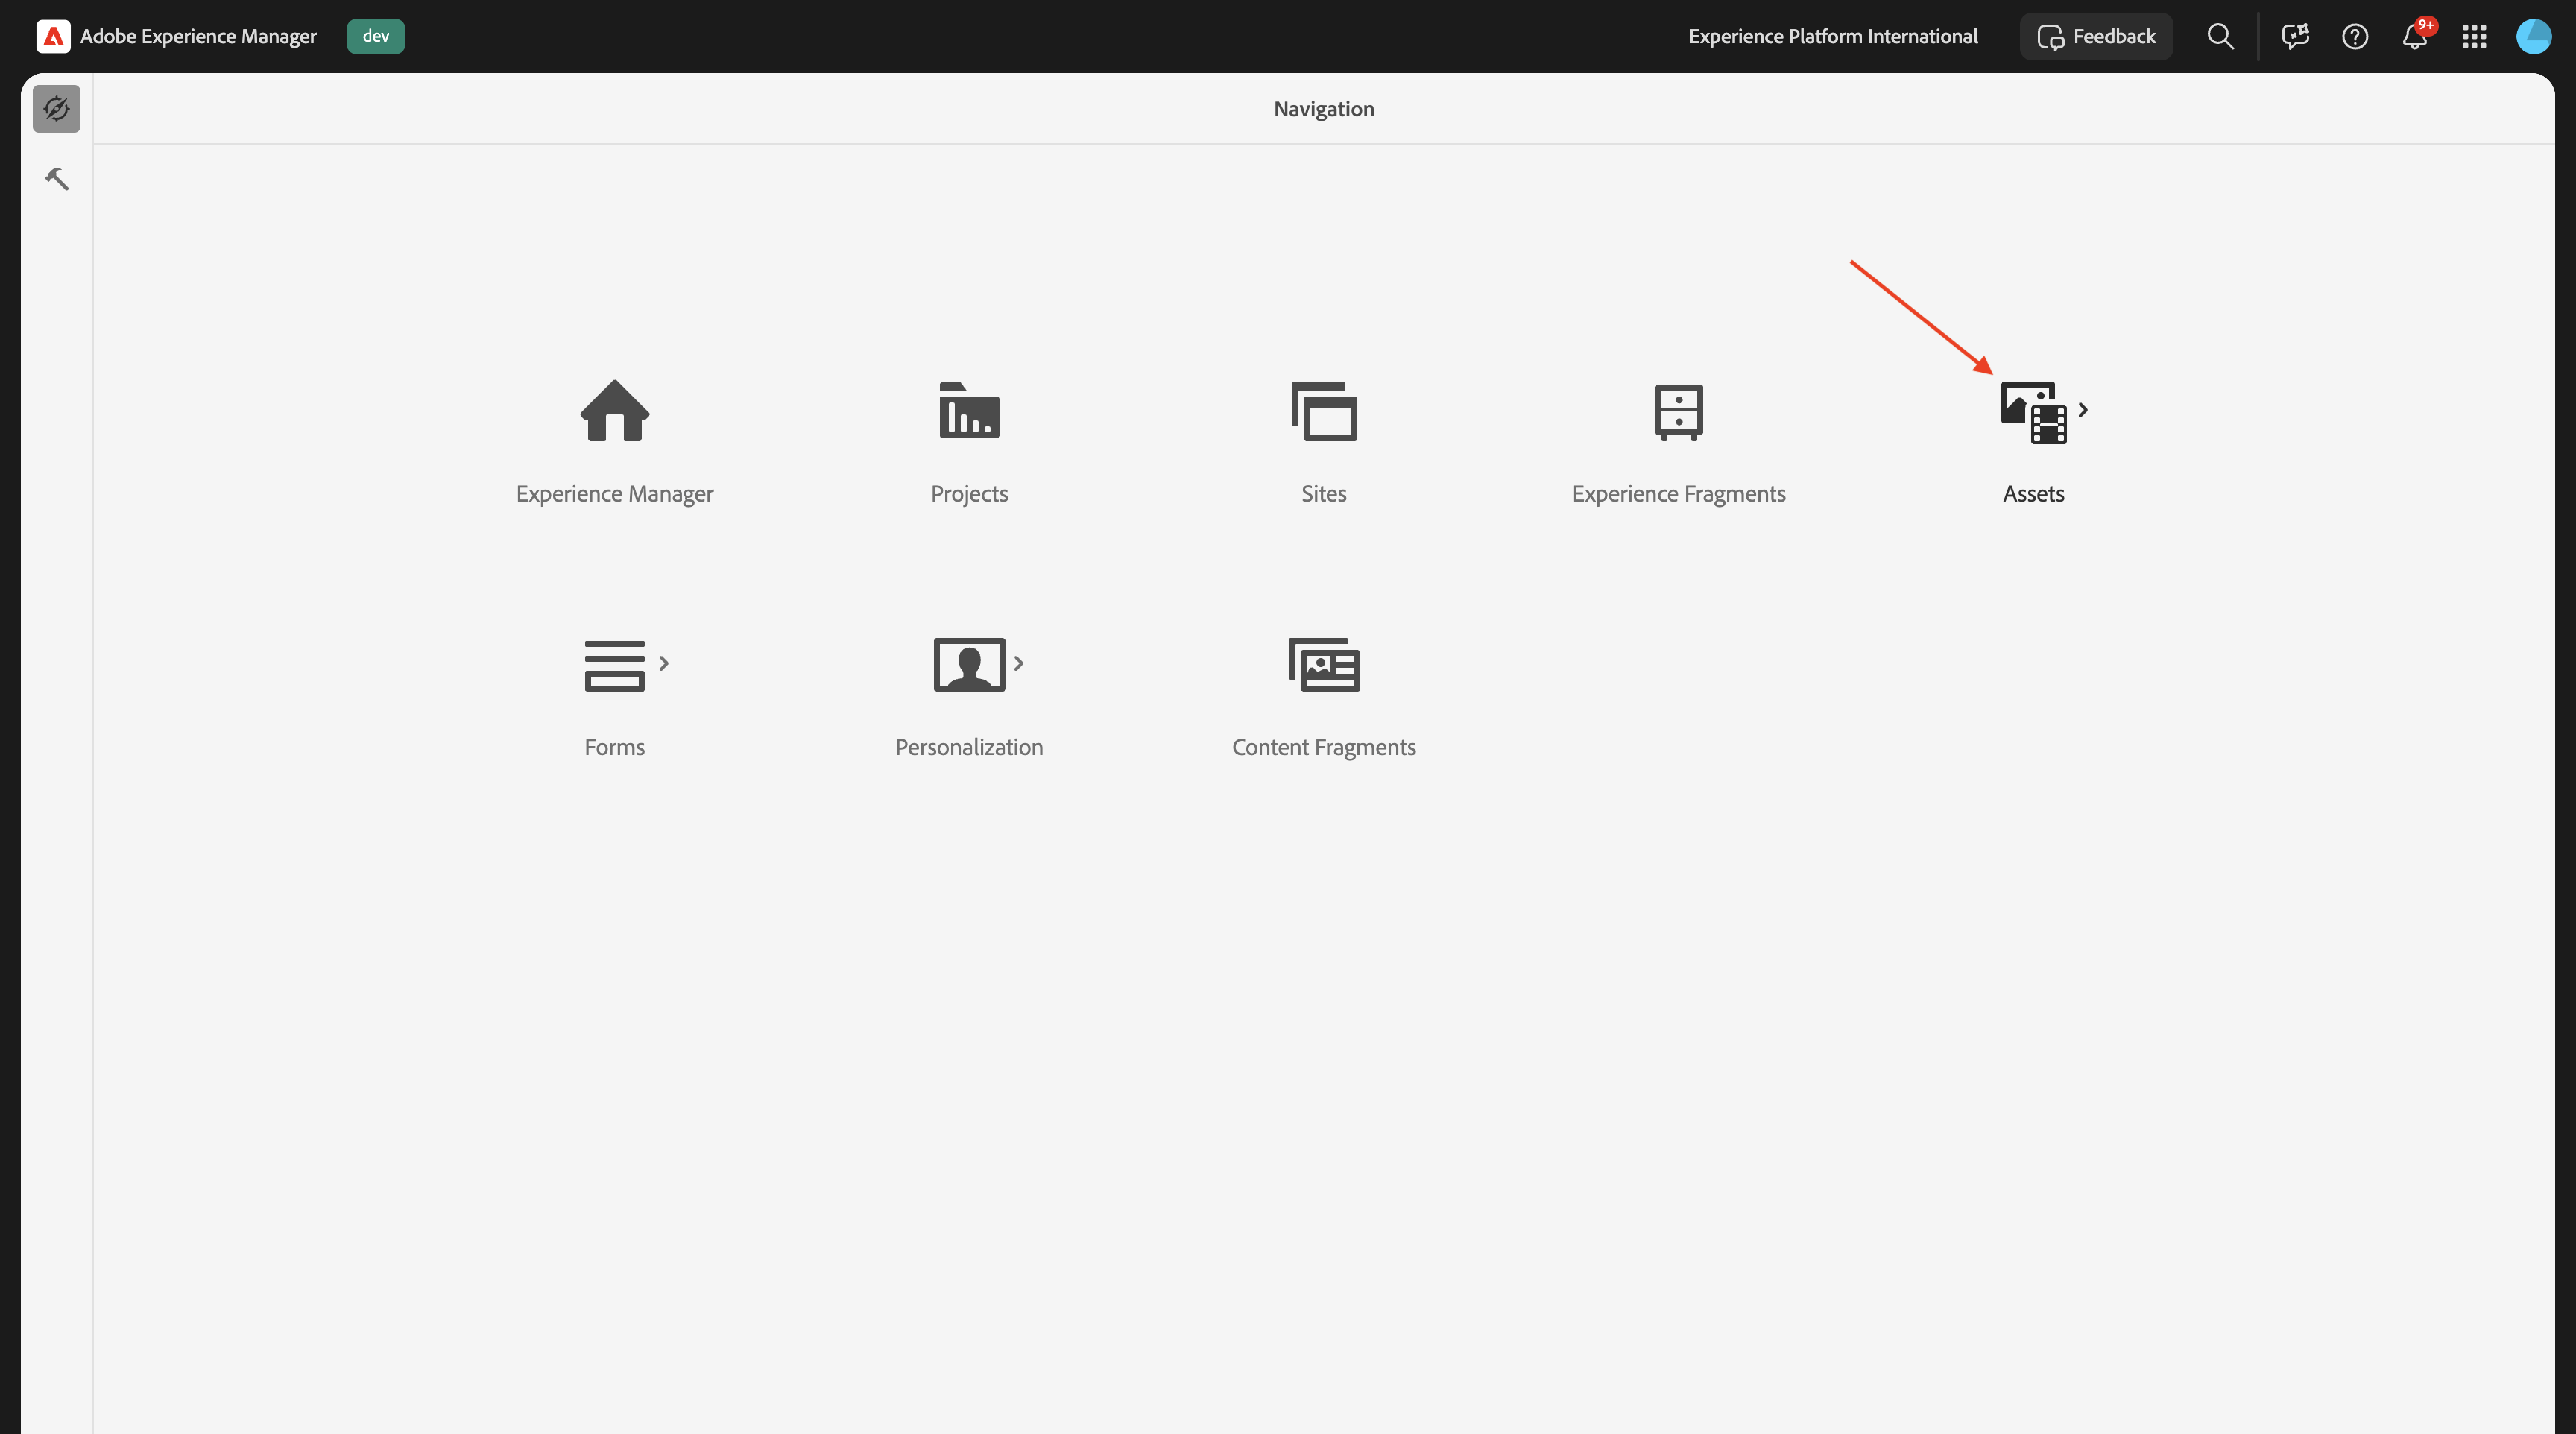 Adobe Experience Manager dev Experience Platform International Feedback 9+
Navigation
Experience Manager Projects Sites Experience Fragments Assets
Forms Personalization Content Fragments